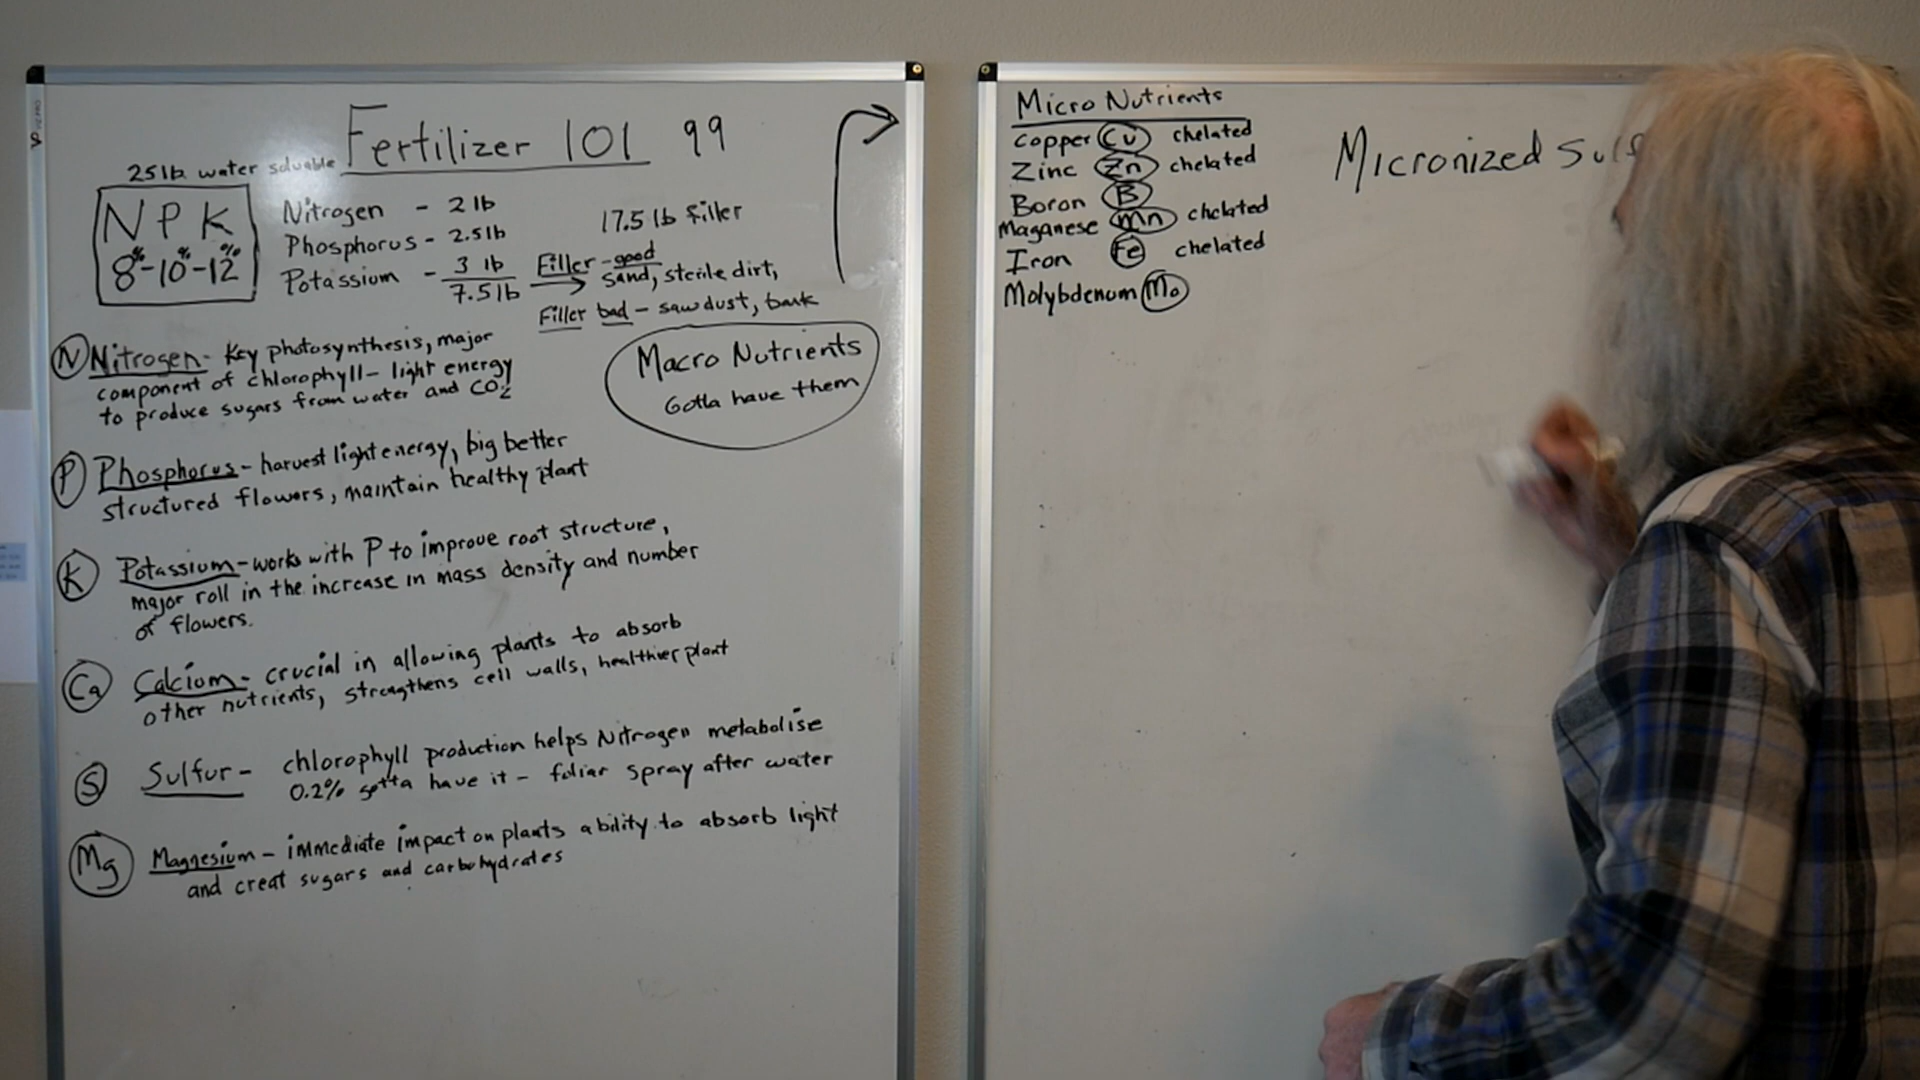 Fertilizer 101 99
25lb water soluable
N P K
8%-10%-12%
Nitrogen - 2 lb
Phosphorus - 2.5lb
Potassium - 3 lb
7.5lb
17.5 lb filler
Filler - good
sand, sterile dirt,
Filler bad - sawdust, bark
Macro Nutrients
Gotta have them
N Nitrogen - Key photosynthesis, major
component of chlorophyll - light energy
to produce sugars from water and CO2
P Phosphorus - harvest light energy, big better
structured flowers, maintain healthy plant
K Potassium - works with P to improve root structure,
major roll in the increase in mass density and number
of flowers.
Ca Calcium - crucial in allowing plants to absorb
other nutrients, strengthens cell walls, healthier plant
S Sulfur - chlorophyll production helps Nitrogen metabolise
0.2% gotta have it - foliar spray after water
Mg Magnesium - immediate impact on plants ability to absorb light
and creat sugars and carbohydrates
Micro Nutrients
Copper Cu chelated
Zinc Zn chelated
Boron B
Maganese Mn chelated
Iron Fe chelated
Molybdenum Mo
Micronized Sulf